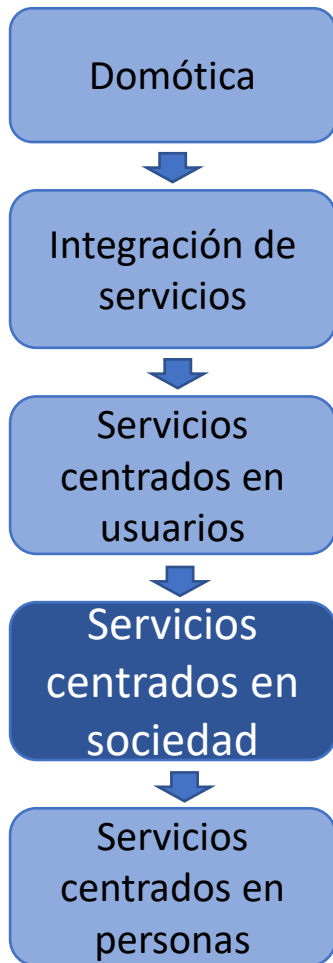 Domótica
Integración de
servicios
Servicios
centrados en
usuarios
Servicios
centrados en
sociedad
Servicios
centrados en
personas